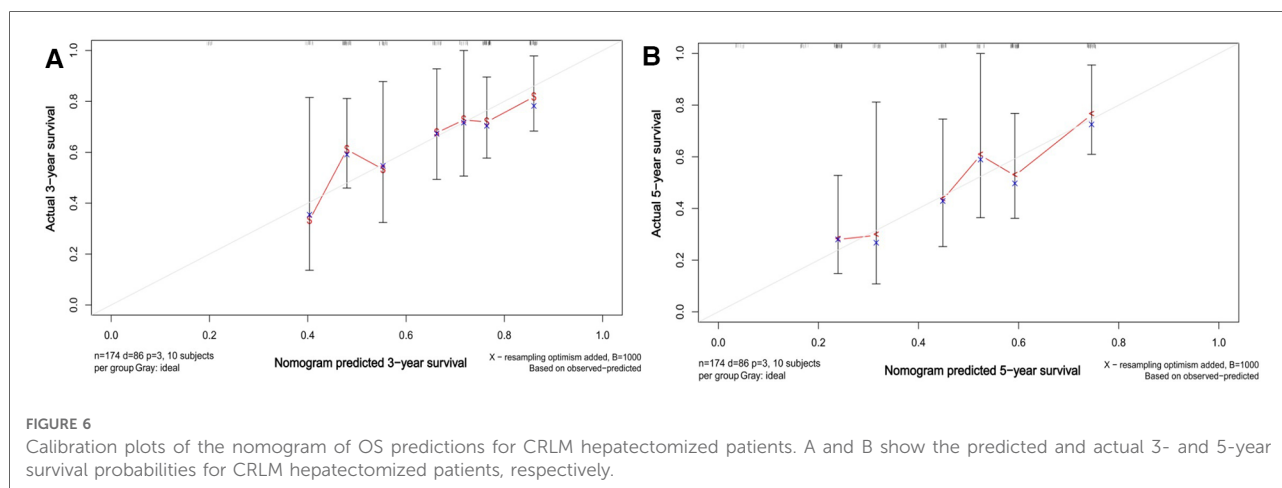 A
Actual 3-year survival
1.0
0.8
0.6
0.4
0.2
0.0
0.0 0.2 0.4 0.6 0.8 1.0
n=174 d=86 p=3, 10 subjects
per group Gray: ideal
Nomogram predicted 3-year survival
X − resampling optimism added, B=1000
Based on observed−predicted
B
Actual 5-year survival
1.0
0.8
0.6
0.4
0.2
0.0
0.0 0.2 0.4 0.6 0.8 1.0
n=174 d=86 p=3, 10 subjects
per group Gray: ideal
Nomogram predicted 5-year survival
X − resampling optimism added, B=1000
Based on observed−predicted
FIGURE 6
Calibration plots of the nomogram of OS predictions for CRLM hepatectomized patients. A and B show the predicted and actual 3- and 5-year
survival probabilities for CRLM hepatectomized patients, respectively.